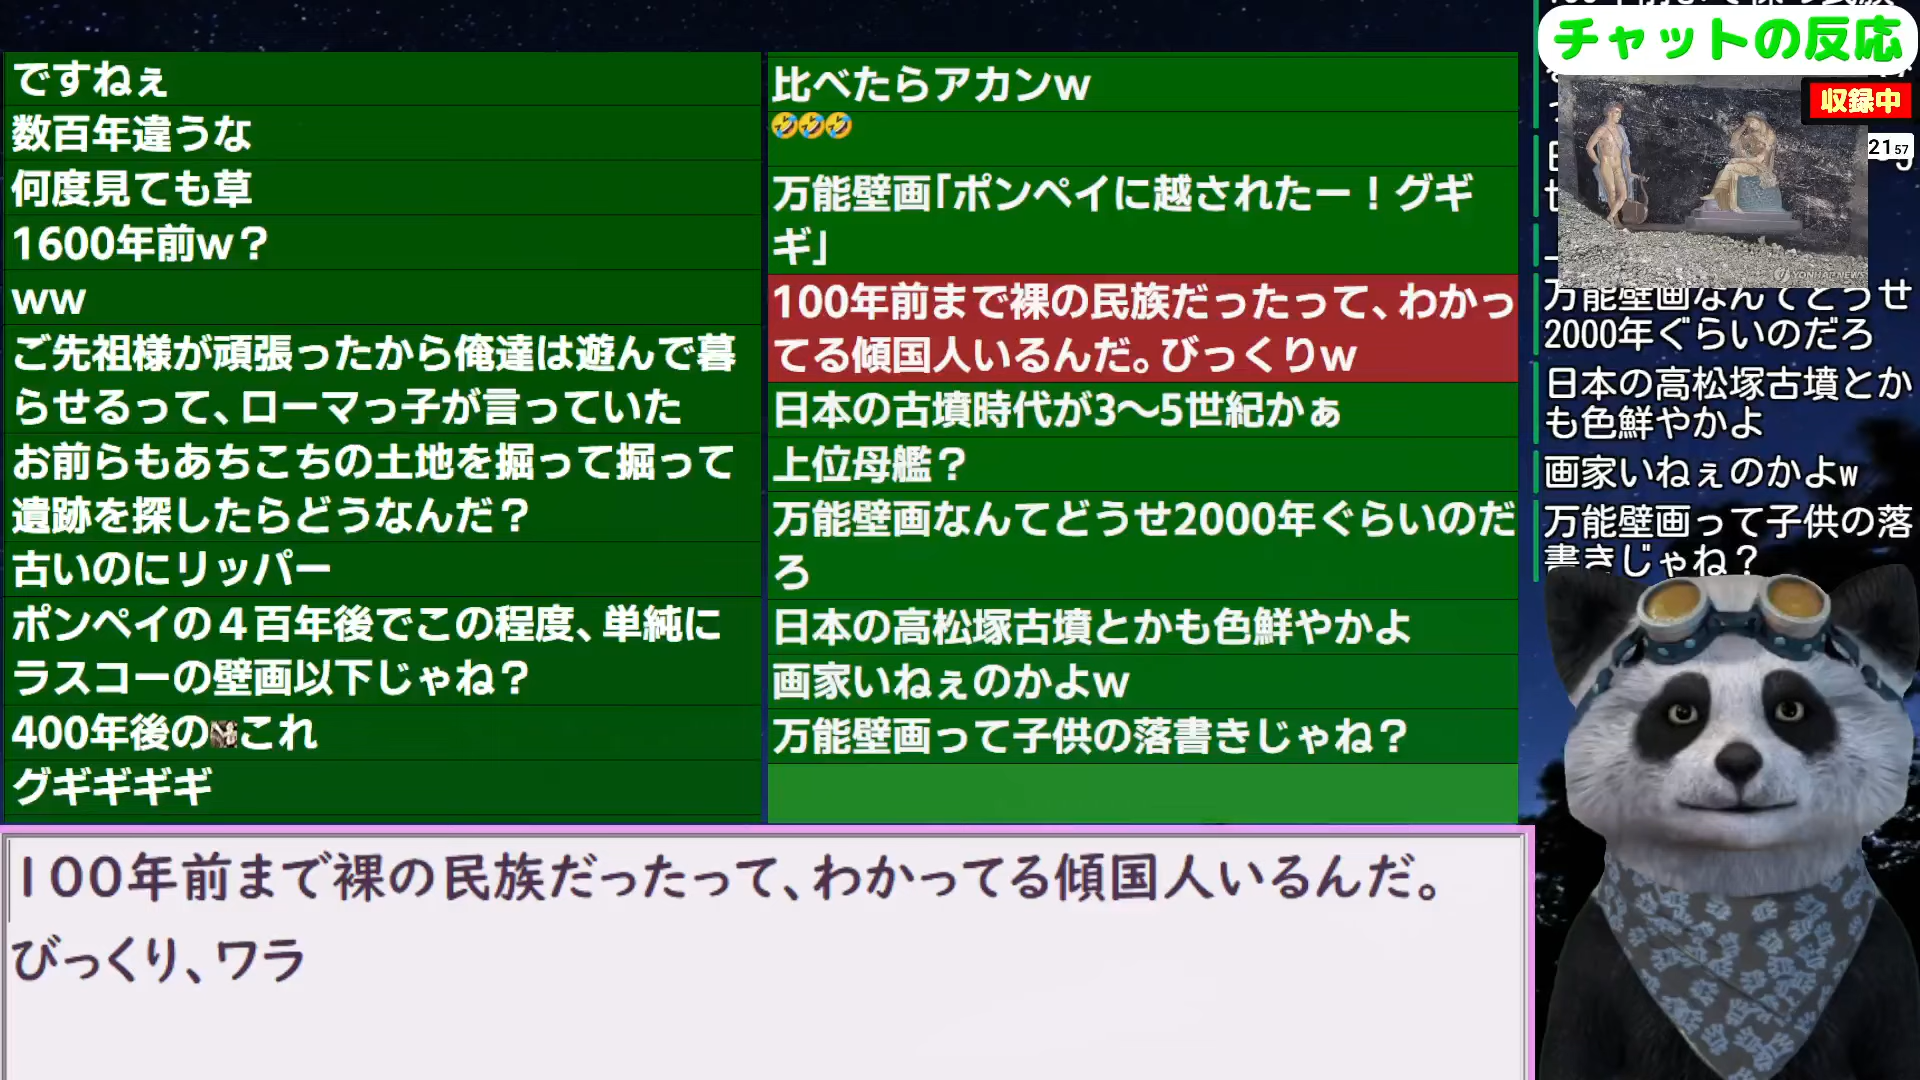 ですねぇ
数百年違うな
何度見ても草
1600年前w？
ww
ご先祖様が頑張ったから俺達は遊んで暮
らせるって、ローマっ子が言っていた
お前らもあちこちの土地を掘って掘って
遺跡を探したらどうなんだ？
古いのにリッパー
ポンペイの４百年後でこの程度、単純に
ラスコーの壁画以下じゃね？
400年後のこれ
グギギギギ
比べたらアカンw
🤣🤣🤣
万能壁画「ポンペイに越されたー！グギ
ギ」
100年前まで裸の民族だったって、わかっ
てる傾国人いるんだ。びっくりw
日本の古墳時代が3～5世紀かぁ
上位母艦？
万能壁画なんてどうせ2000年ぐらいのだ
ろ
日本の高松塚古墳とかも色鮮やかよ
画家いねぇのかよw
万能壁画って子供の落書きじゃね？
チャットの反応
収録中
21 57
YONHAP NEWS
万能壁画なんてどうせ
2000年ぐらいのだろ
日本の高松塚古墳とか
も色鮮やかよ
画家いねぇのかよw
万能壁画って子供の落
書きじゃね？
１００年前まで裸の民族だったって、わかってる傾国人いるんだ。
びっくり、ワラ